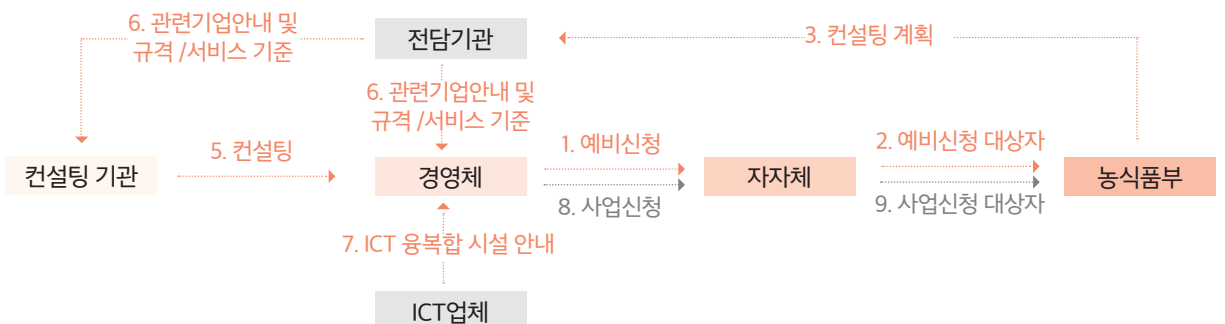 6. 관련기업안내 및
규격 /서비스 기준
전담기관
3. 컨설팅 계획
6. 관련기업안내 및
규격 /서비스 기준
컨설팅 기관
5. 컨설팅
경영체
1. 예비신청
8. 사업신청
자자체
2. 예비신청 대상자
9. 사업신청 대상자
농식품부
7. ICT 융복합 시설 안내
ICT업체